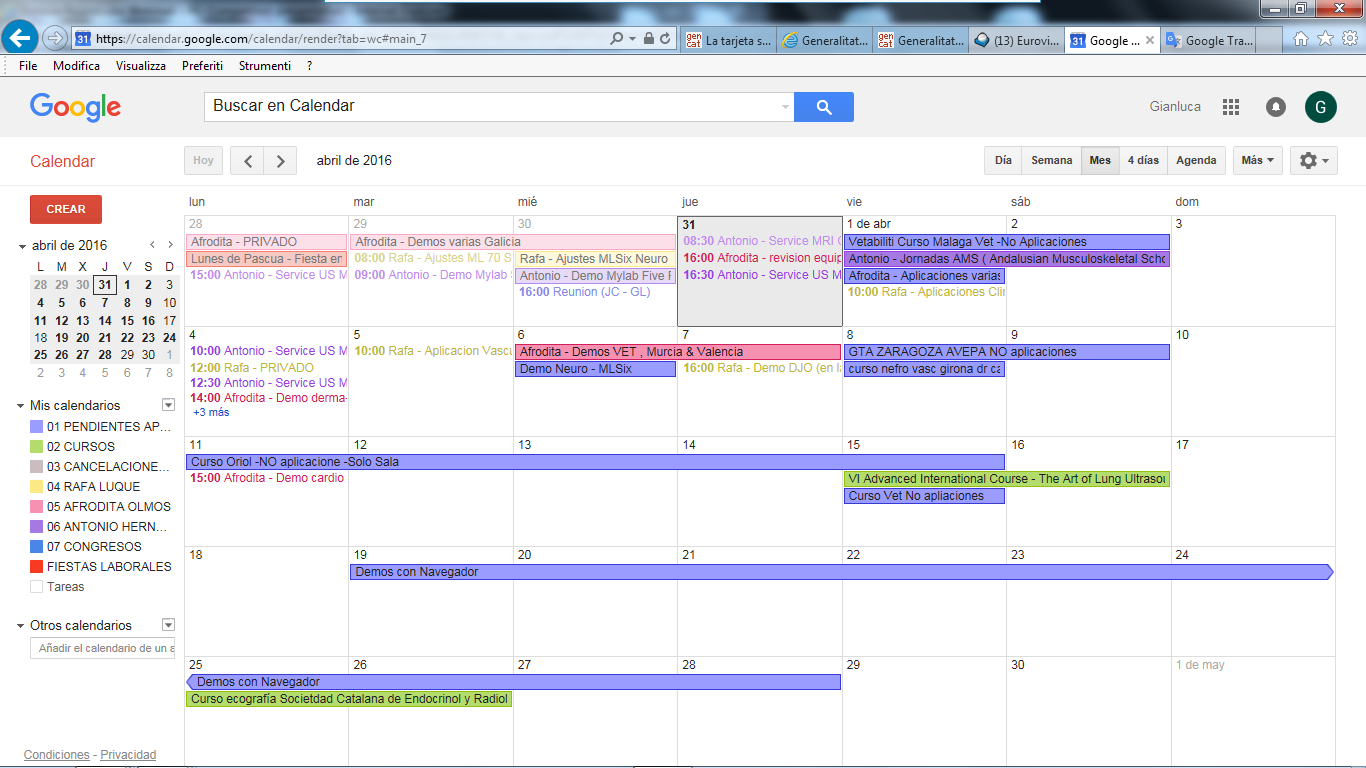 https://calendar.google.com/calendar/render?tab=wc#main_7
La tarjeta s...
Generalitat...
Generalitat...
(13) Eurovi...
Google ...
Google Tra...
File Modifica Visualizza Preferiti Strumenti ?
Google
Buscar en Calendar
Gianluca
G
Calendar
Hoy
abril de 2016
Día Semana Mes 4 días Agenda
Más
CREAR
abril de 2016
L M X J V S D
28 29 30 31 1 2 3
4 5 6 7 8 9 10
11 12 13 14 15 16 17
18 19 20 21 22 23 24
25 26 27 28 29 30 1
2 3 4 5 6 7 8
Mis calendarios
01 PENDIENTES AP...
02 CURSOS
03 CANCELACIONE...
04 RAFA LUQUE
05 AFRODITA OLMOS
06 ANTONIO HERN...
07 CONGRESOS
FIESTAS LABORALES
Tareas
Otros calendarios
Añadir el calendario de un a
Condiciones - Privacidad
lun mar mié jue vie sáb dom
28 29 30 31 1 de abr 2 3
Afrodita - PRIVADO
Afrodita - Demos varias Galicia
08:30 Antonio - Service MRI
Vetabiliti Curso Malaga Vet -No Aplicaciones
Lunes de Pascua - Fiesta en
08:00 Rafa - Ajustes ML 70 S
Rafa - Ajustes MLSix Neuro
16:00 Afrodita - revision equip
Antonio - Jornadas AMS ( Andalusian Musculoskeletal Scho
15:00 Antonio - Service US M
09:00 Antonio - Demo Mylab
Antonio - Demo Mylab Five
16:30 Antonio - Service US M
Afrodita - Aplicaciones varias
16:00 Reunion (JC - GL)
10:00 Rafa - Aplicaciones Clin
4 5 6 7 8 9 10
10:00 Antonio - Service US M
10:00 Rafa - Aplicacion Vascu
Afrodita - Demos VET , Murcia & Valencia
GTA ZARAGOZA AVEPA NO aplicaciones
12:00 Rafa - PRIVADO
Demo Neuro - MLSix
16:00 Rafa - Demo DJO (en la
curso nefro vasc girona dr ca
12:30 Antonio - Service US M
14:00 Afrodita - Demo derma-
+3 más
11 12 13 14 15 16 17
Curso Oriol -NO aplicacione -Solo Sala
15:00 Afrodita - Demo cardio
VI Advanced International Course - The Art of Lung Ultrasou
Curso Vet No apliaciones
18 19 20 21 22 23 24
Demos con Navegador
25 26 27 28 29 30 1 de may
Demos con Navegador
Curso ecografía Societdad Catalana de Endocrinol y Radiol